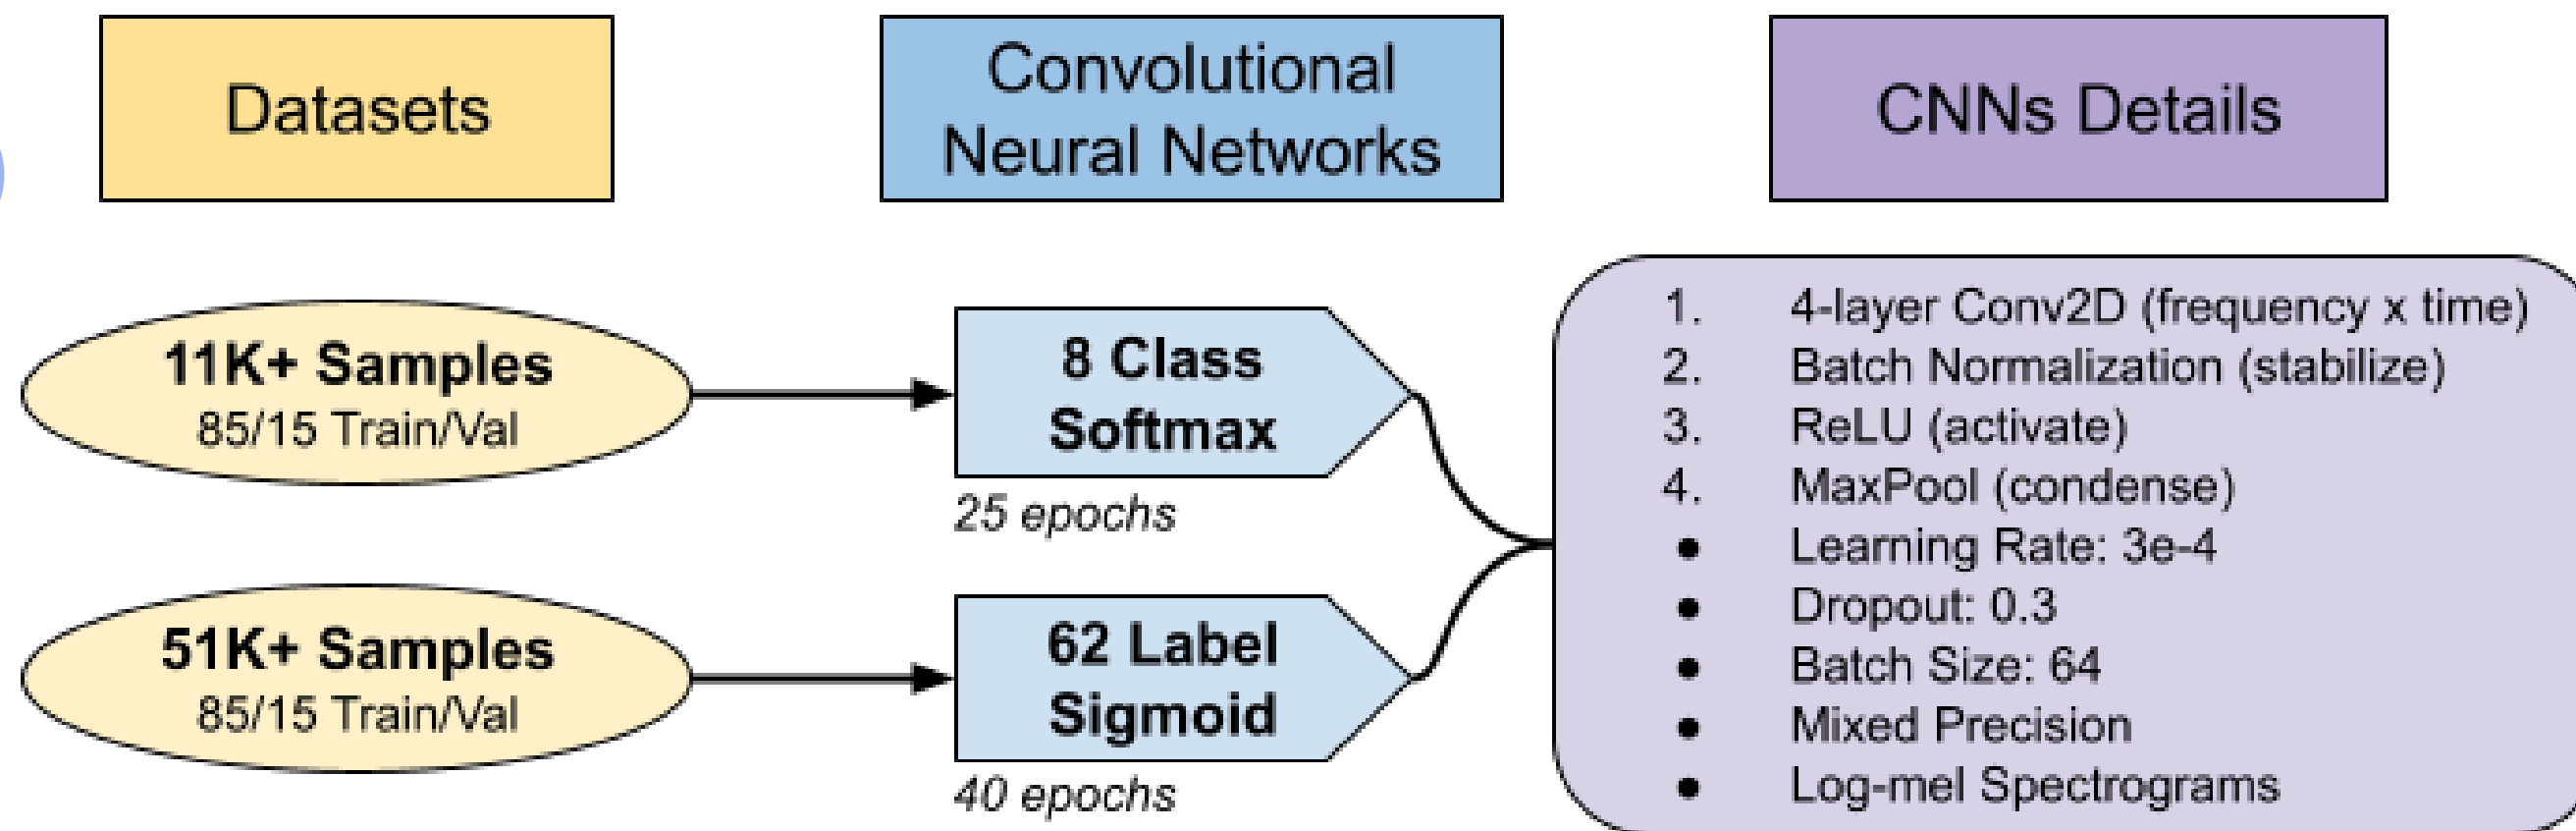 Datasets
Convolutional
Neural Networks
CNNs Details
11K+ Samples
85/15 Train/Val
8 Class
Softmax
25 epochs
51K+ Samples
85/15 Train/Val
62 Label
Sigmoid
40 epochs
1. 4-layer Conv2D (frequency x time)
2. Batch Normalization (stabilize)
3. ReLU (activate)
4. MaxPool (condense)
● Learning Rate: 3e-4
● Dropout: 0.3
● Batch Size: 64
● Mixed Precision
● Log-mel Spectrograms